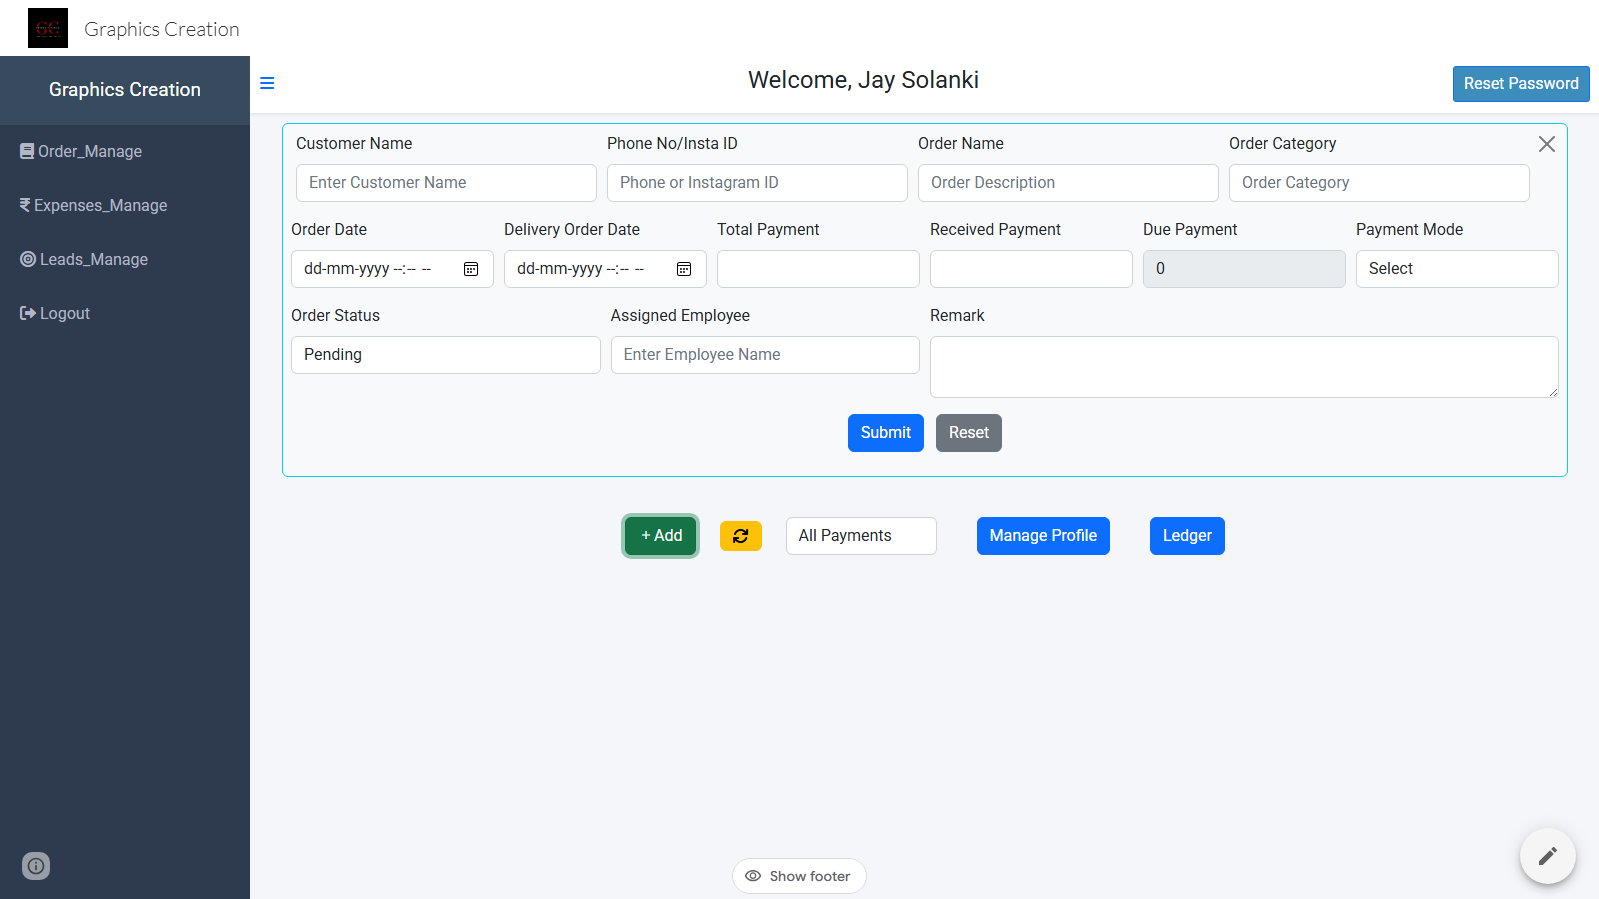 GC Graphics Creation
Graphics Creation
Welcome, Jay Solanki
Reset Password
Order_Manage
Expenses_Manage
Leads_Manage
Logout
Customer Name Phone No/Insta ID Order Name Order Category
Enter Customer Name Phone or Instagram ID Order Description Order Category
Order Date Delivery Order Date Total Payment Received Payment Due Payment Payment Mode
dd-mm-yyyy --:-- -- dd-mm-yyyy --:-- -- 0 Select
Order Status Assigned Employee Remark
Pending Enter Employee Name
Submit Reset
+ Add All Payments Manage Profile Ledger
Show footer